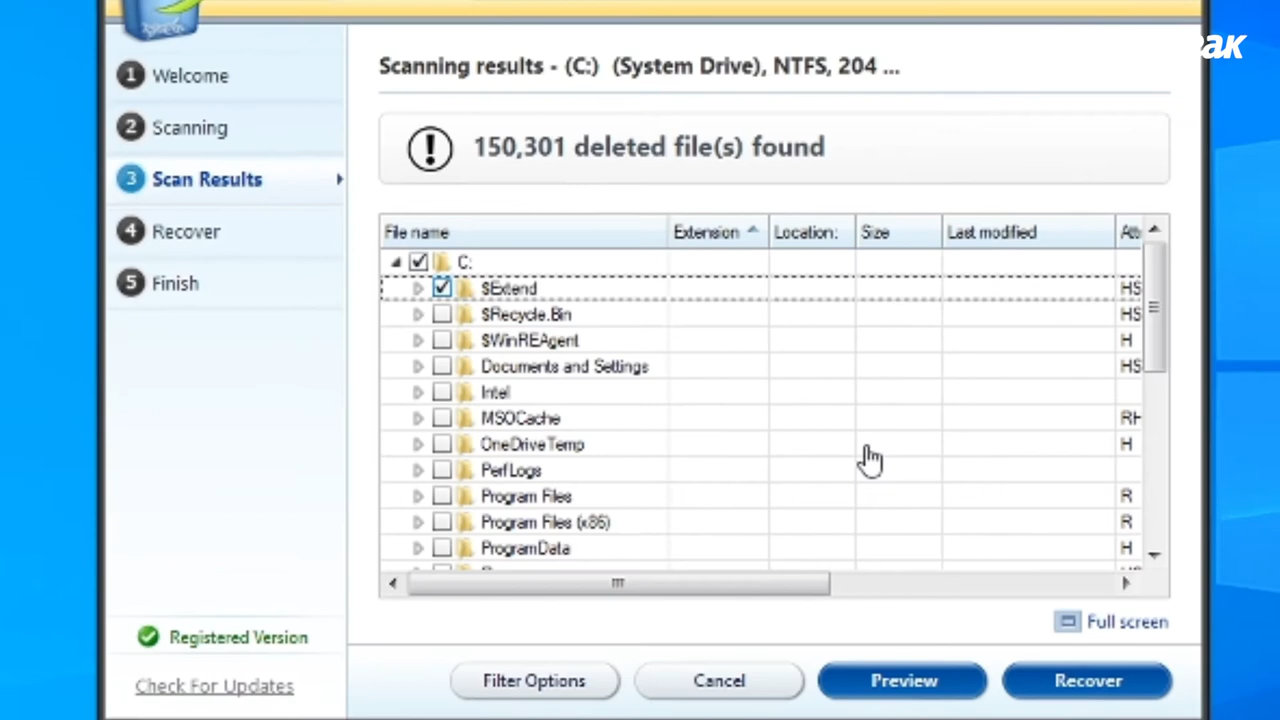 1 Welcome
2 Scanning
3 Scan Results
4 Recover
5 Finish
Registered Version
Check For Updates
Scanning results - (C:) (System Drive), NTFS, 204 ...
150,301 deleted file(s) found
File name Extension Location: Size Last modified Att
C:
$Extend HS
$Recycle.Bin HS
$WinREAgent H
Documents and Settings HS
Intel
MSOCache RH
OneDriveTemp H
PerfLogs
Program Files R
Program Files (x86) R
ProgramData H
Full screen
Filter Options Cancel Preview Recover